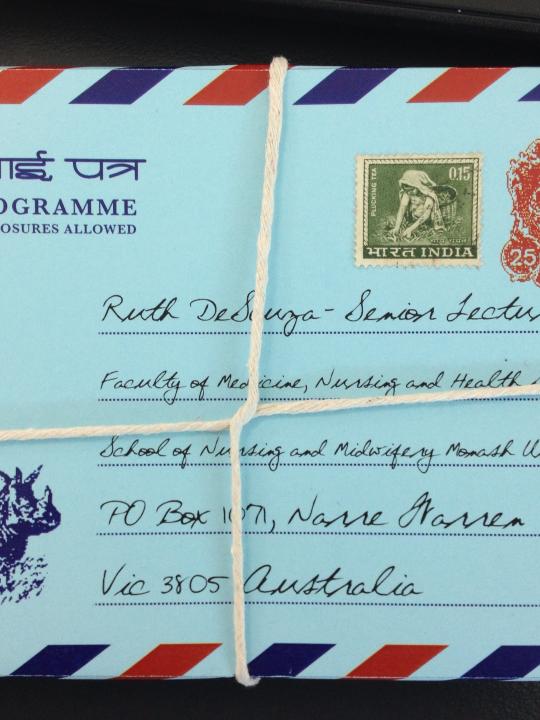 पत्र
OGRAMME
OSURES ALLOWED
PLUCKING TEA
0.15
भारत INDIA
25
Ruth DeSouza - Senior Lectur
Faculty of Medicine, Nursing and Health
School of Nursing and Midwifery Monash U
PO Box 1071, Narre Warren
Vic 3805 Australia